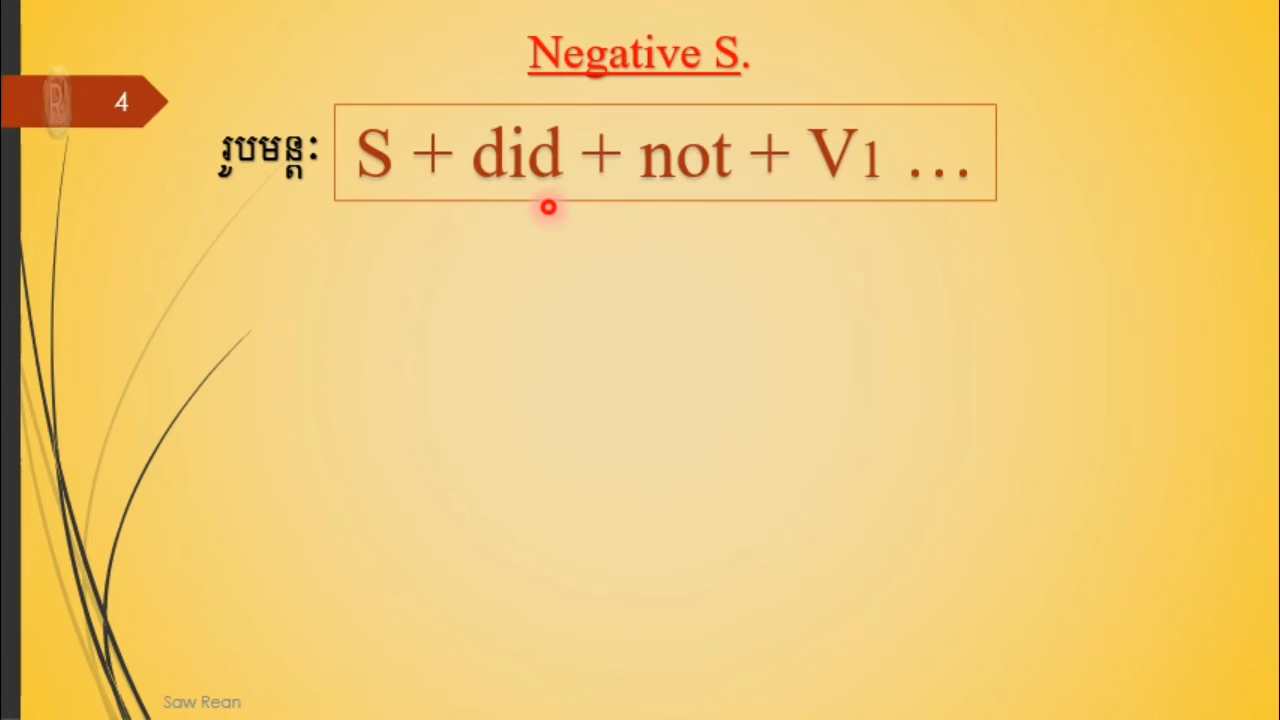 Negative S.
4
រូបមន្តៈ S + did + not + V1 ...
Saw Rean